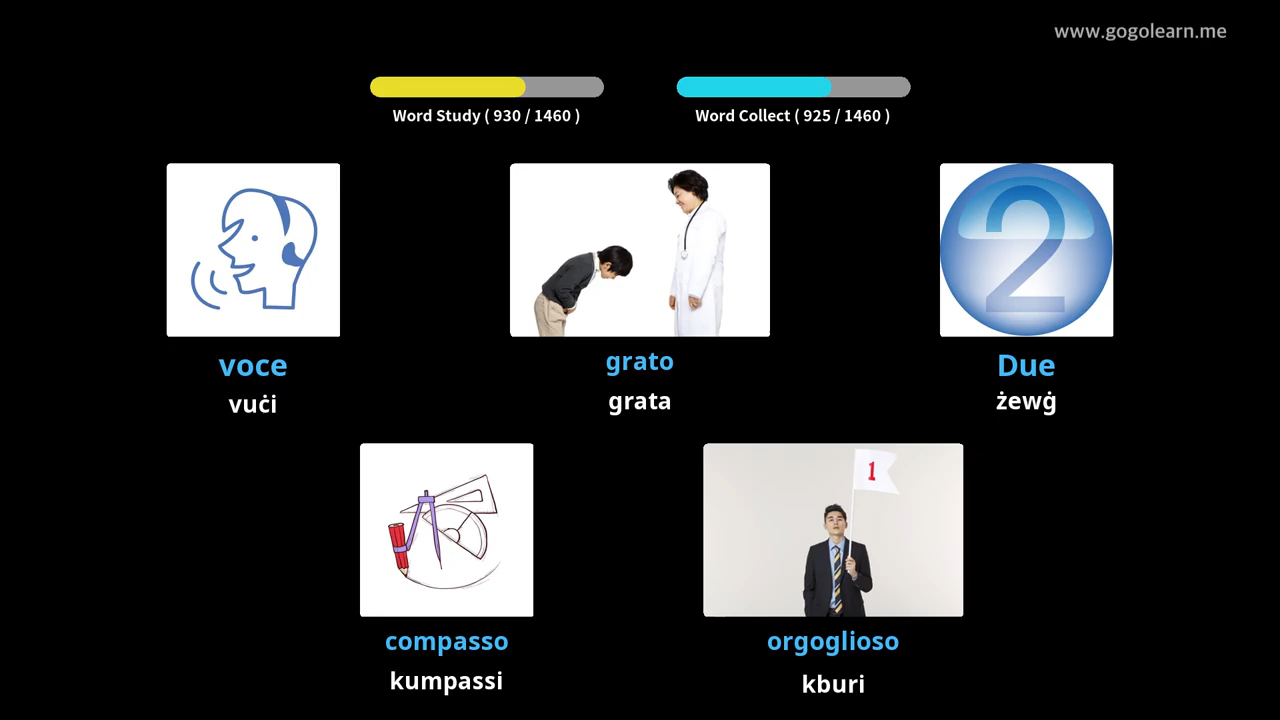 www.gogolearn.me
Word Study ( 930 / 1460 )
Word Collect ( 925 / 1460 )
2
voce
vuċi
grato
grata
Due
żewġ
1
compasso
kumpassi
orgoglioso
kburi